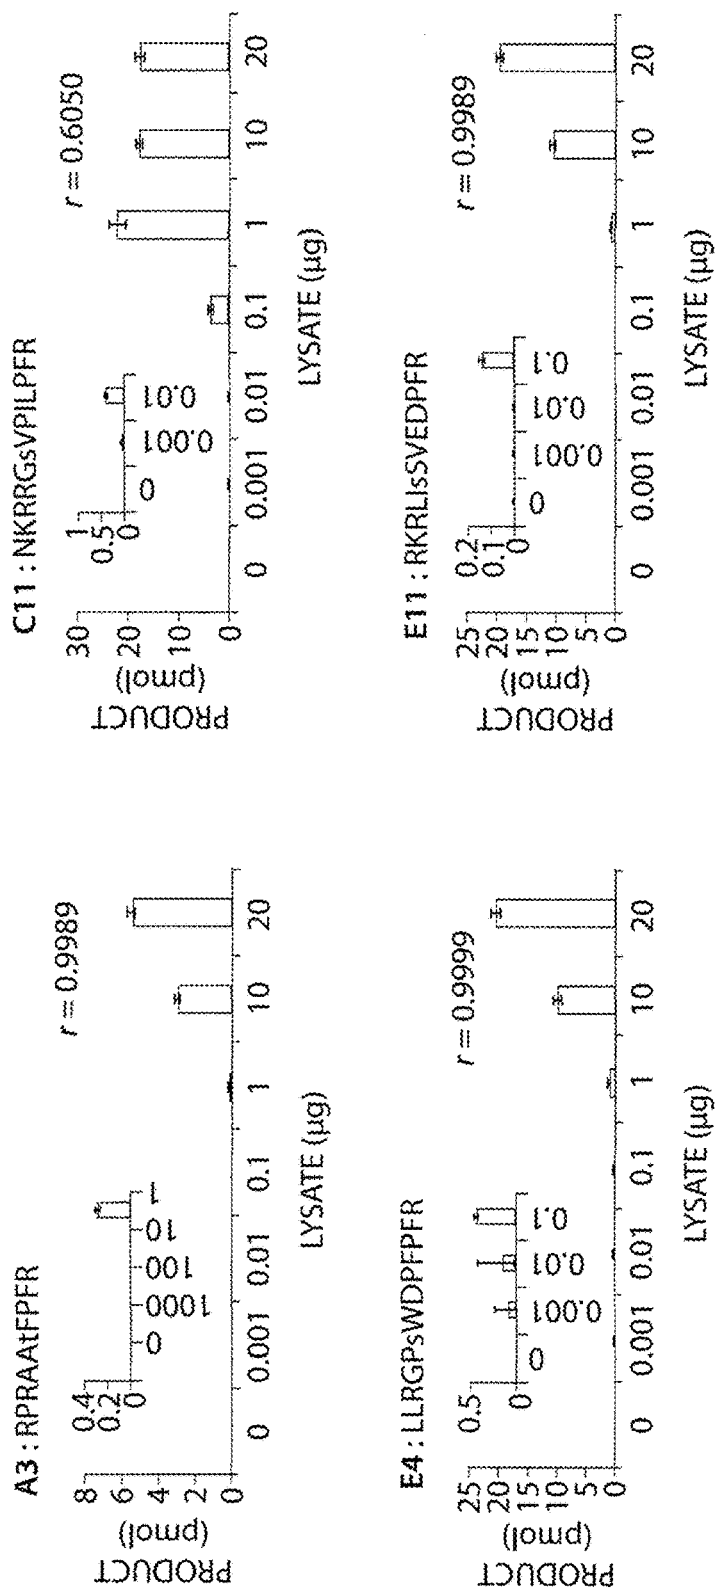 A3 : RPRAAtFPFR
r = 0.9989
PRODUCT
(pmol)
8
6
4
2
0
0.4
0.2
0
0 1000 100 10 1
0 0.001 0.01 0.1 1 10 20
LYSATE (µg)
C11 : NKRRGsVPILPFR
r = 0.6050
PRODUCT
(pmol)
30
20
10
0
1
0.5
0
0 0.001 0.01
0 0.001 0.01 0.1 1 10 20
LYSATE (µg)
E4 : LLRGPsWDPFPFR
r = 0.9999
PRODUCT
(pmol)
25
20
15
10
5
0
0.5
0
0 0.001 0.01 0.1
0 0.001 0.01 0.1 1 10 20
LYSATE (µg)
E11 : RKRLIsSVEDPFR
r = 0.9989
PRODUCT
(pmol)
25
20
15
10
5
0
0.2
0.1
0
0 0.001 0.01 0.1
0 0.001 0.01 0.1 1 10 20
LYSATE (µg)